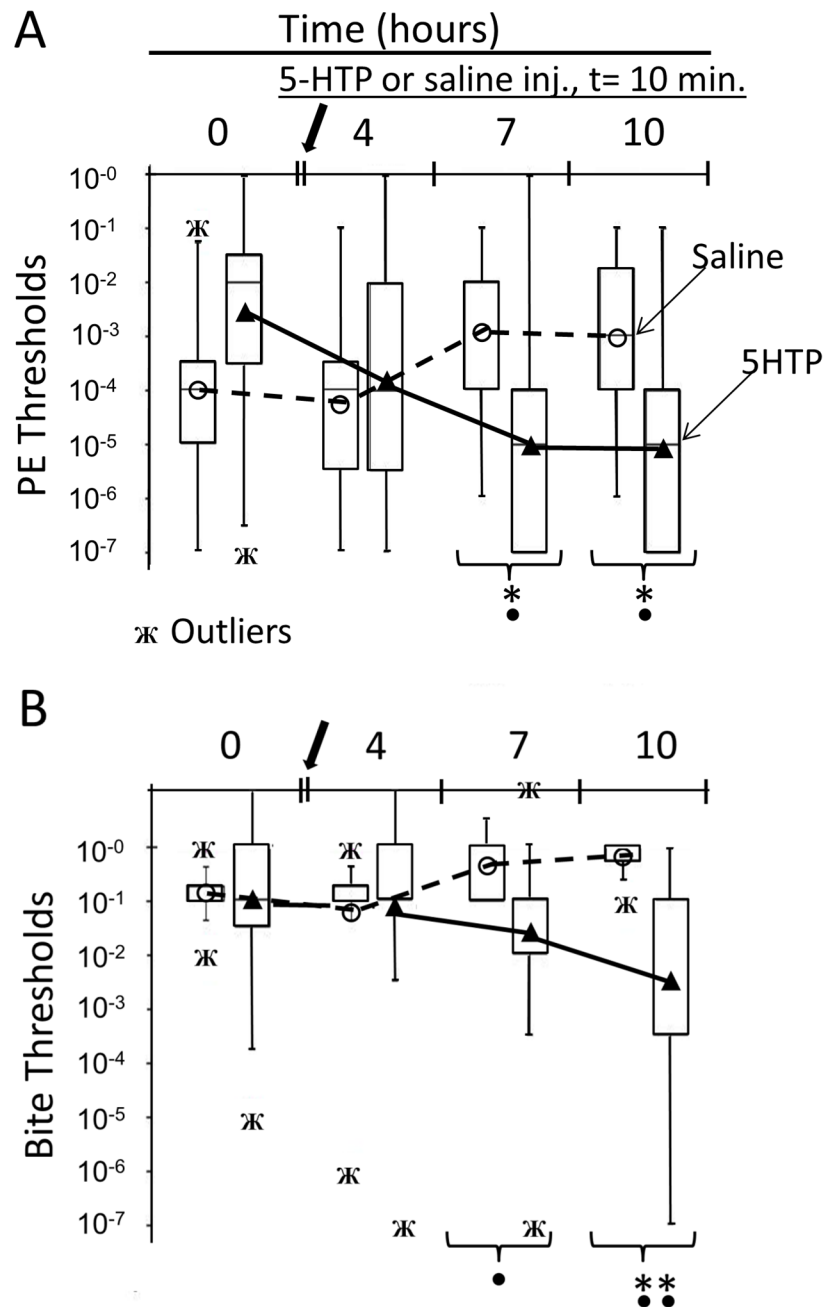 A
Time (hours)
5-HTP or saline inj., t= 10 min.
0 4 7 10
10-0
10-1
10-2
10-3
10-4
10-5
10-6
10-7
PE Thresholds
Saline
5HTP
* *
ж Outliers
B
0 4 7 10
10-0
10-1
10-2
10-3
10-4
10-5
10-6
10-7
Bite Thresholds
**